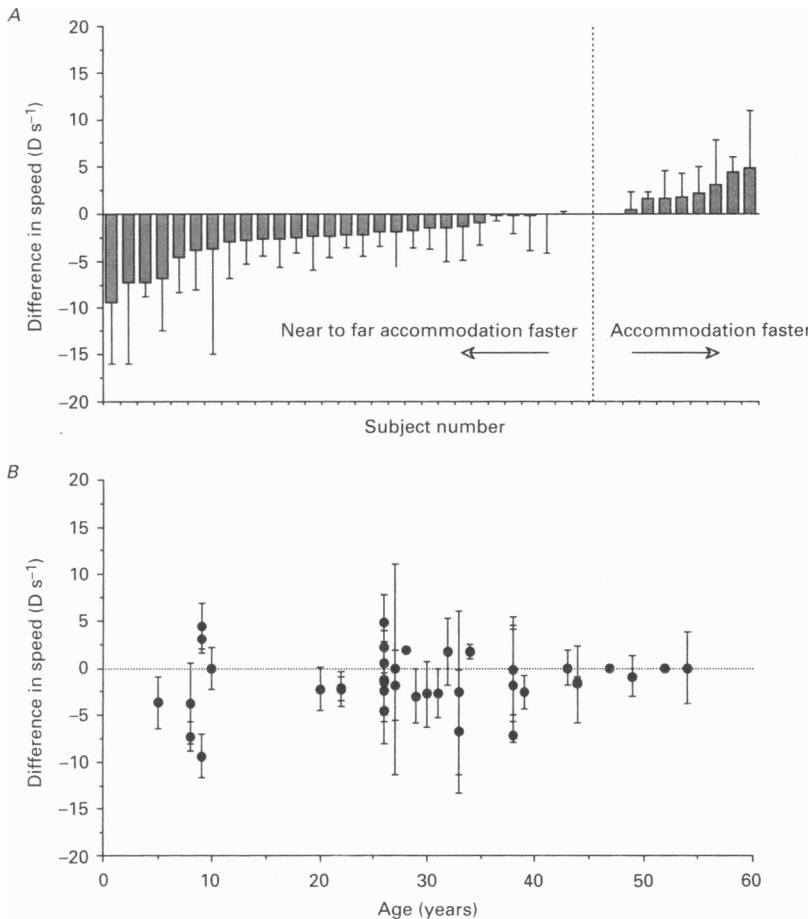 A
20
15
10
5
0
−5
−10
−15
−20
Difference in speed (D s⁻¹)
Near to far accommodation faster
Accommodation faster
Subject number
B
20
15
10
5
0
−5
−10
−15
−20
Difference in speed (D s⁻¹)
0 10 20 30 40 50 60
Age (years)